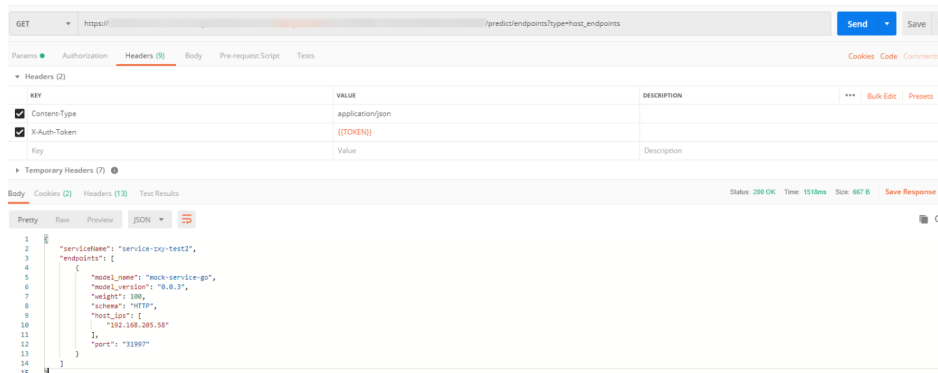 GET https:// /predict/endpoints?type=host_endpoints Send Save
Params Authorization Headers (9) Body Pre-request Script Tests Cookies Code Comments
Headers (2)
KEY VALUE DESCRIPTION ••• Bulk Edit Presets
Content-Type application/json
X-Auth-Token {{TOKEN}}
Key Value Description
Temporary Headers (7)
Body Cookies (2) Headers (13) Test Results Status: 200 OK Time: 1518ms Size: 667 B Save Response
Pretty Raw Preview JSON
1 {
2 "serviceName": "service-zxy-test2",
3 "endpoints": [
4 {
5 "model_name": "mock-service-go",
6 "model_version": "0.0.3",
7 "weight": 100,
8 "schema": "HTTP",
9 "host_ips": [
10 "192.168.205.58"
11 ],
12 "port": "31997"
13 }
14 ]
15 }